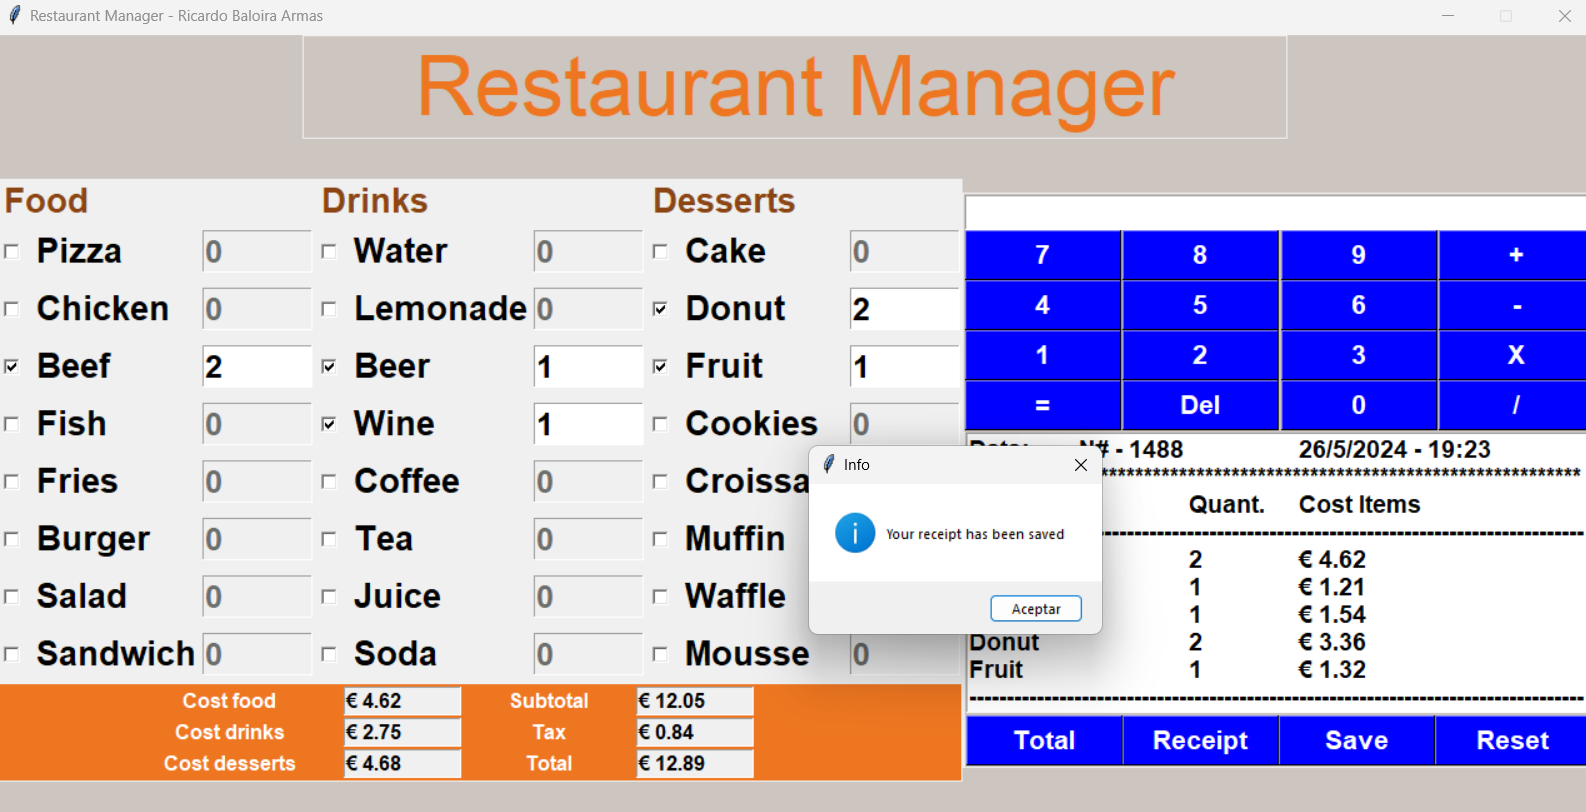 Restaurant Manager - Ricardo Baloira Armas
Restaurant Manager
Food Drinks Desserts
Pizza 0 Water 0 Cake 0
Chicken 0 Lemonade 0 Donut 2
Beef 2 Beer 1 Fruit 1
Fish 0 Wine 1 Cookies 0
Fries 0 Coffee 0
Burger 0 Tea 0 Muffin
Salad 0 Juice 0 Waffle
Sandwich 0 Soda 0 Mousse 0
Cost food € 4.62 Subtotal € 12.05
Cost drinks € 2.75 Tax € 0.84
Cost desserts € 4.68 Total € 12.89
7 8 9 +
4 5 6 -
1 2 3 X
= Del 0 /
N# - 1488 26/5/2024 - 19:23
Quant. Cost Items
2 € 4.62
1 € 1.21
1 € 1.54
Donut 2 € 3.36
Fruit 1 € 1.32
Total Receipt Save Reset
Info
Your receipt has been saved
Aceptar